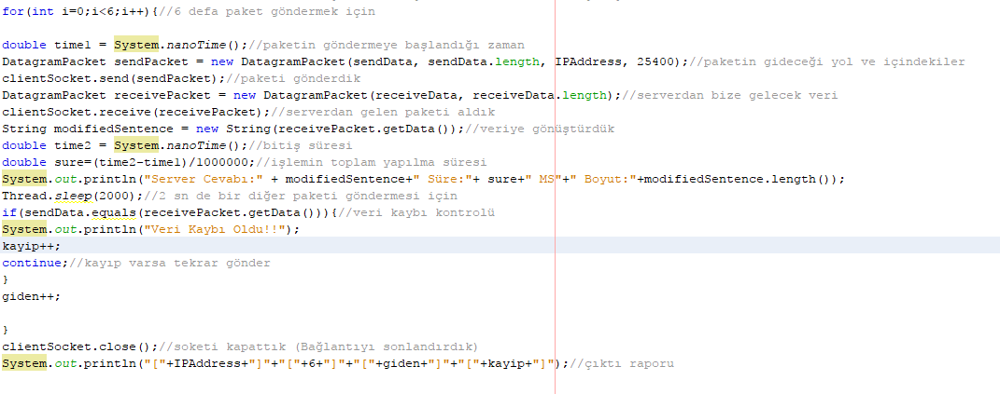 for(int i=0;i<6;i++){//6 defa paket göndermek için
double time1 = System.nanoTime();//paketin göndermeye başlandığı zaman
DatagramPacket sendPacket = new DatagramPacket(sendData, sendData.length, IPAddress, 25400);//paketin gideceği yol ve içindekiler
clientSocket.send(sendPacket);//paketi gönderdik
DatagramPacket receivePacket = new DatagramPacket(receiveData, receiveData.length);//serverdan bize gelecek veri
clientSocket.receive(receivePacket);//serverdan gelen paketi aldık
String modifiedSentence = new String(receivePacket.getData());//veriye gönüştürdük
double time2 = System.nanoTime();//bitiş süresi
double sure=(time2-time1)/1000000;//işlemin toplam yapılma süresi
System.out.println("Server Cevabı:" + modifiedSentence+" Süre:"+ sure+" MS"+" Boyut:"+modifiedSentence.length());
Thread.sleep(2000);//2 sn de bir diğer paketi göndermesi için
if(sendData.equals(receivePacket.getData())){//veri kaybı kontrolü
System.out.println("Veri Kaybı Oldu!!");
kayip++;
continue;//kayıp varsa tekrar gönder
}
giden++;
}
clientSocket.close();//soketi kapattık (Bağlantıyı sonlandırdık)
System.out.println("["+IPAddress+"]"+"["+6+"]"+"["+giden+"]"+"["+kayip+"]");//çıktı raporu